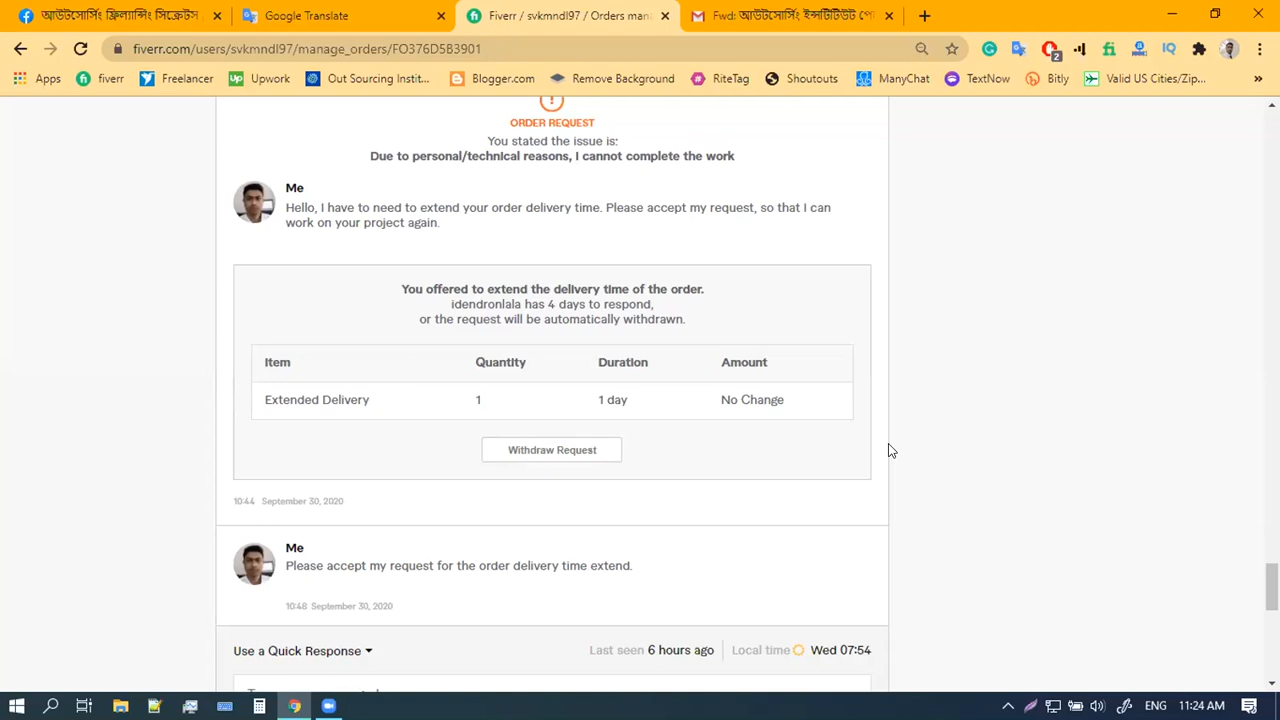 আউটসোর্সিং ফ্রিল্যান্সিং সিক্রেটস
Google Translate
Fiverr / svkmndl97 / Orders man
Fwd: আউটসোর্সিং ইন্সটিটিউট পে
fiverr.com/users/svkmndl97/manage_orders/FO376D5B3901
2
IQ
Apps
fiverr
Freelancer
Upwork
Out Sourcing Instit...
Blogger.com
Remove Background
RiteTag
Shoutouts
ManyChat
TextNow
Bitly
Valid US Cities/Zip...
»
ORDER REQUEST
You stated the issue is:
Due to personal/technical reasons, I cannot complete the work
Me
Hello, I have to need to extend your order delivery time. Please accept my request, so that I can
work on your project again.
You offered to extend the delivery time of the order.
idendronlala has 4 days to respond,
or the request will be automatically withdrawn.
Item Quantity Duration Amount
Extended Delivery 1 1 day No Change
Withdraw Request
10:44 September 30, 2020
Me
Please accept my request for the order delivery time extend.
10:48 September 30, 2020
Use a Quick Response
Last seen 6 hours ago
Local time Wed 07:54
ENG 11:24 AM